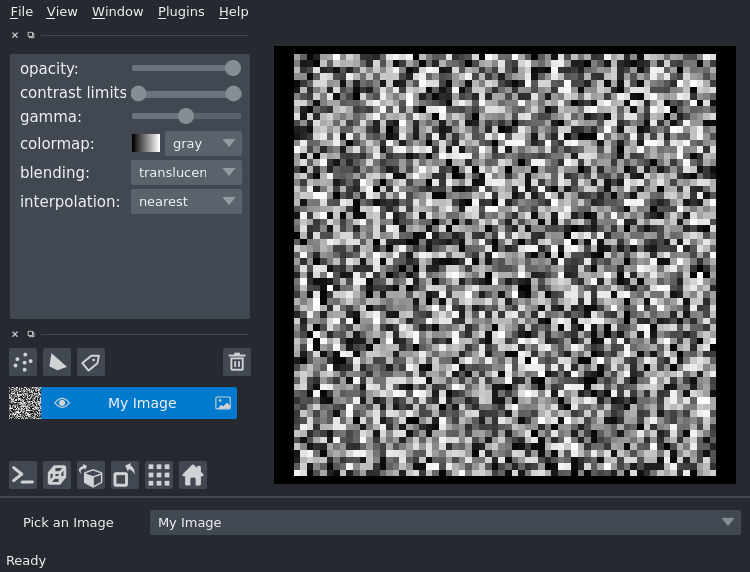 File View Window Plugins Help
opacity:
contrast limits
gamma:
colormap: gray
blending: translucen
interpolation: nearest
My Image
Pick an Image My Image
Ready